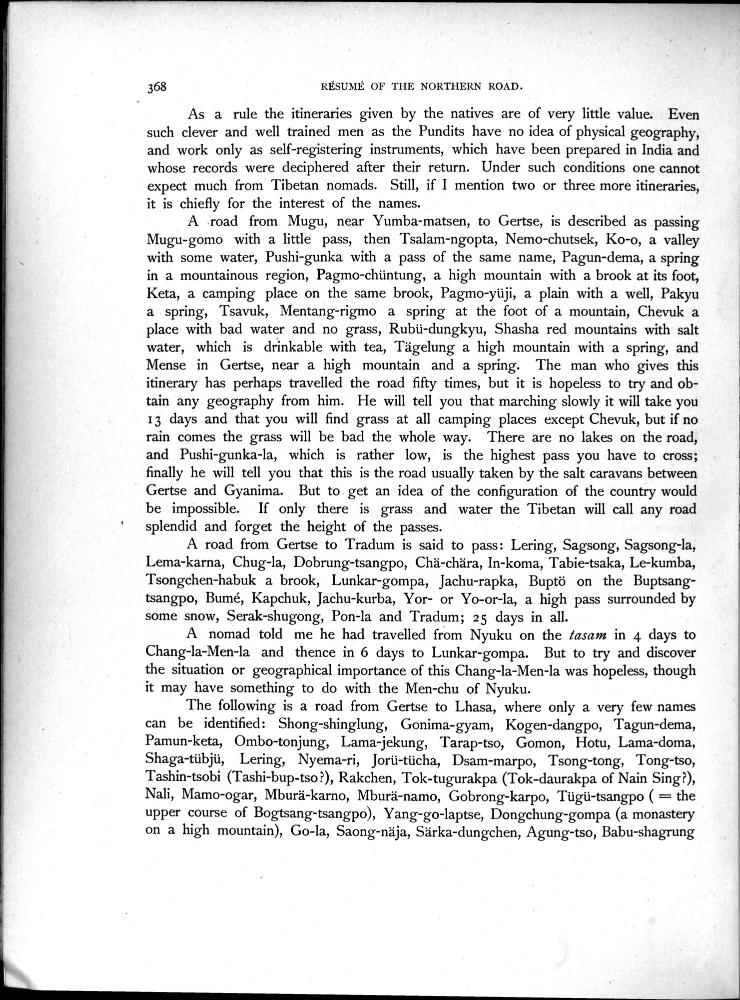 368
RÉSUMÉ OF THE NORTHERN ROAD.
As a rule the itineraries given by the natives are of very little value. Even
such clever and well trained men as the Pundits have no idea of physical geography,
and work only as self-registering instruments, which have been prepared in India and
whose records were deciphered after their return. Under such conditions one cannot
expect much from Tibetan nomads. Still, if I mention two or three more itineraries,
it is chiefly for the interest of the names.
A road from Mugu, near Yumba-matsen, to Gertse, is described as passing
Mugu-gomo with a little pass, then Tsalam-ngopta, Nemo-chutsek, Ko-o, a valley
with some water, Pushi-gunka with a pass of the same name, Pagun-dema, a spring
in a mountainous region, Pagmo-chüntung, a high mountain with a brook at its foot,
Keta, a camping place on the same brook, Pagmo-yüji, a plain with a well, Pakyu
a spring, Tsavuk, Mentang-rigmo a spring at the foot of a mountain, Chevuk a
place with bad water and no grass, Rubü-dungkyu, Shasha red mountains with salt
water, which is drinkable with tea, Tägelung a high mountain with a spring, and
Mense in Gertse, near a high mountain and a spring. The man who gives this
itinerary has perhaps travelled the road fifty times, but it is hopeless to try and ob-
tain any geography from him. He will tell you that marching slowly it will take you
13 days and that you will find grass at all camping places except Chevuk, but if no
rain comes the grass will be bad the whole way. There are no lakes on the road,
and Pushi-gunka-la, which is rather low, is the highest pass you have to cross;
finally he will tell you that this is the road usually taken by the salt caravans between
Gertse and Gyanima. But to get an idea of the configuration of the country would
be impossible. If only there is grass and water the Tibetan will call any road
splendid and forget the height of the passes.
A road from Gertse to Tradum is said to pass: Lering, Sagsong, Sagsong-la,
Lema-karna, Chug-la, Dobrung-tsangpo, Chä-chära, In-koma, Tabie-tsaka, Le-kumba,
Tsongchen-habuk a brook, Lunkar-gompa, Jachu-rapka, Buptö on the Buptsang-
tsangpo, Bumé, Kapchuk, Jachu-kurba, Yor- or Yo-or-la, a high pass surrounded by
some snow, Serak-shugong, Pon-la and Tradum; 25 days in all.
A nomad told me he had travelled from Nyuku on the tasam in 4 days to
Chang-la-Men-la and thence in 6 days to Lunkar-gompa. But to try and discover
the situation or geographical importance of this Chang-la-Men-la was hopeless, though
it may have something to do with the Men-chu of Nyuku.
The following is a road from Gertse to Lhasa, where only a very few names
can be identified: Shong-shinglung, Gonima-gyam, Kogen-dangpo, Tagun-dema,
Pamun-keta, Ombo-tonjung, Lama-jekung, Tarap-tso, Gomon, Hotu, Lama-doma,
Shaga-tübjü, Lering, Nyema-ri, Jorü-tücha, Dsam-marpo, Tsong-tong, Tong-tso,
Tashin-tsobi (Tashi-bup-tso?), Rakchen, Tok-tugurakpa (Tok-daurakpa of Nain Sing?),
Nali, Mamo-ogar, Mburä-karno, Mburä-namo, Gobrong-karpo, Tügü-tsangpo ( = the
upper course of Bogtsang-tsangpo), Yang-go-laptse, Dongchung-gompa (a monastery
on a high mountain), Go-la, Saong-näja, Särka-dungchen, Agung-tso, Babu-shagrung